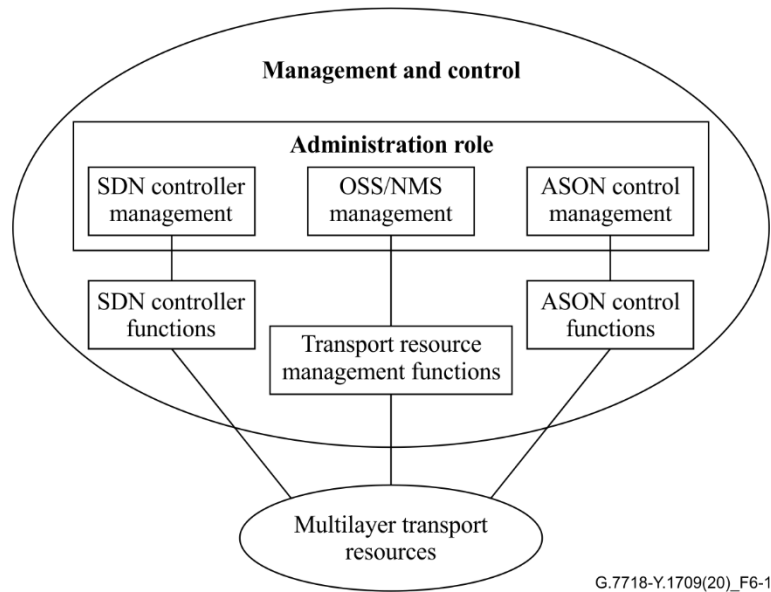 Management and control
Administration role
SDN controller
management
OSS/NMS
management
ASON control
management
SDN controller
functions
Transport resource
management functions
ASON control
functions
Multilayer transport
resources
G.7718-Y.1709(20)_F6-1